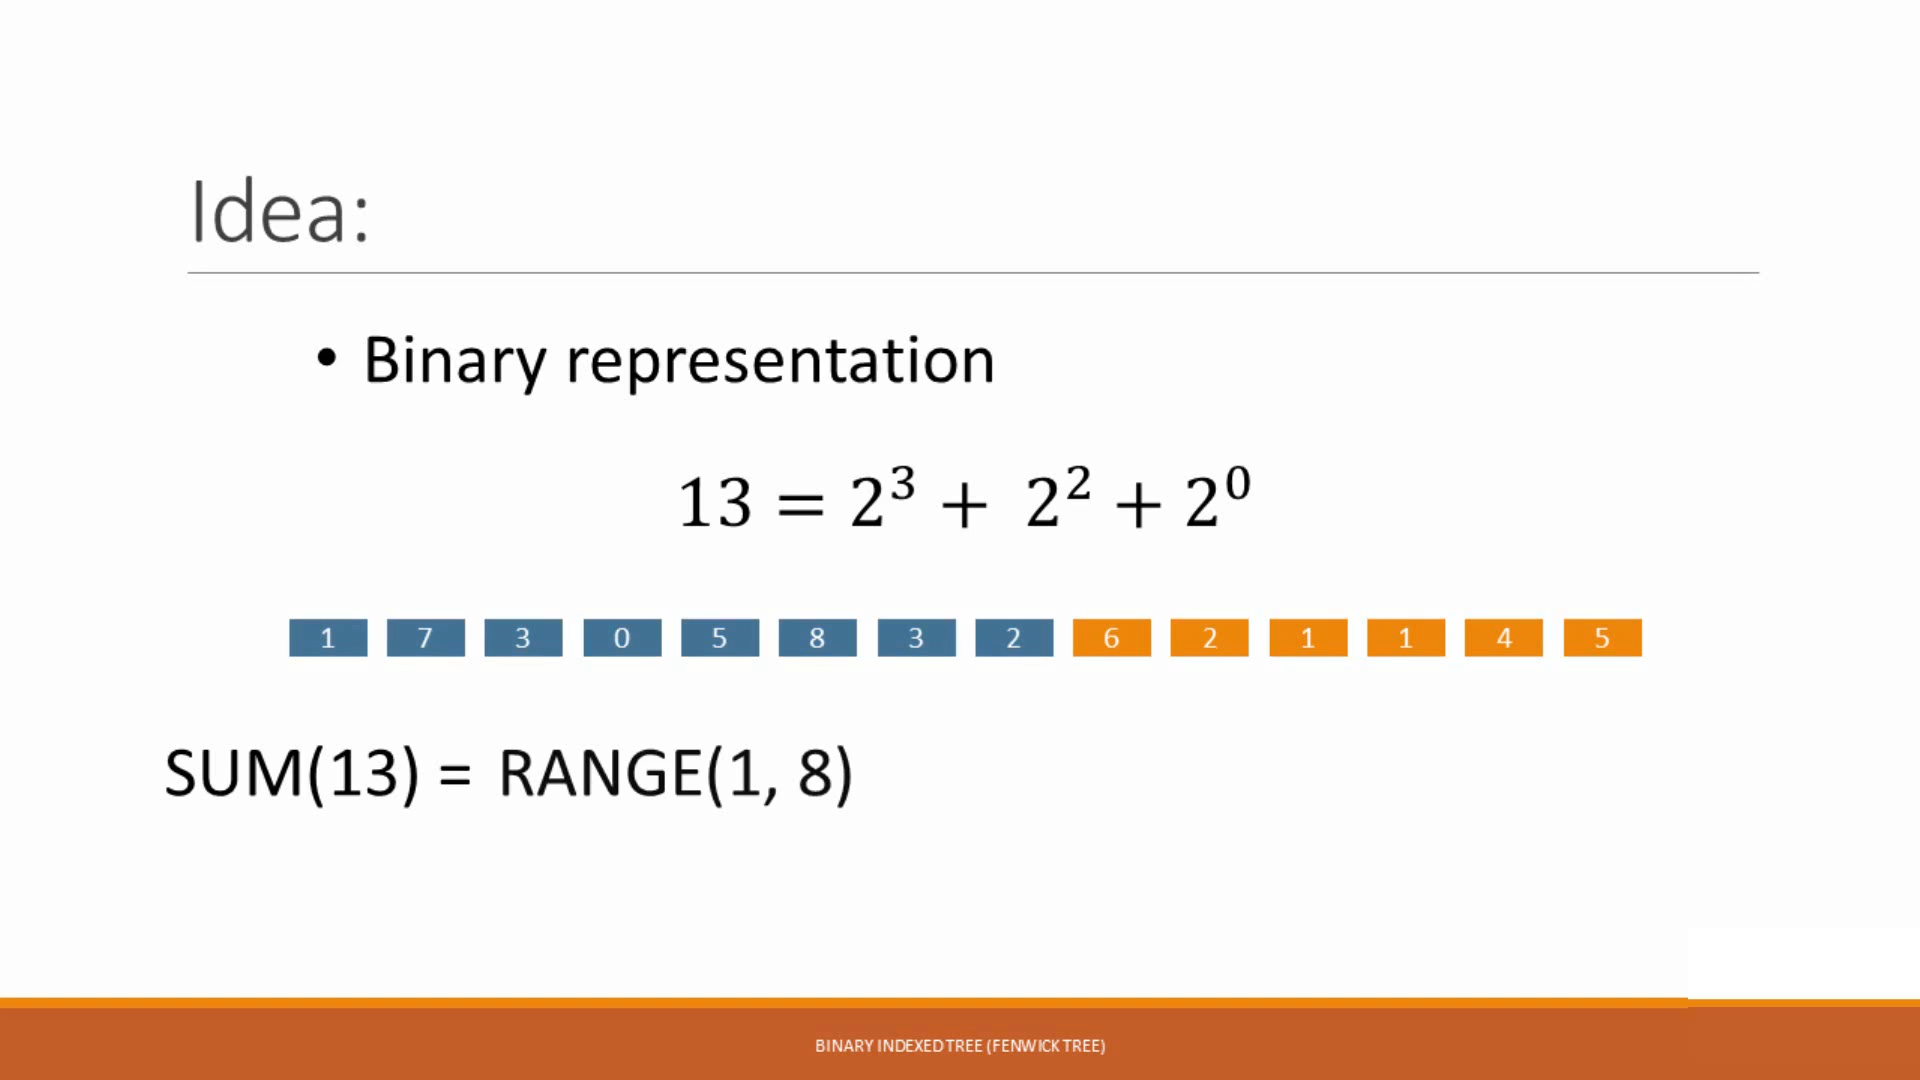 Idea:
• Binary representation
13 = 2³ + 2² + 2⁰
1 7 3 0 5 8 3 2 6 2 1 1 4 5
SUM(13) = RANGE(1, 8)
BINARY INDEXED TREE (FENWICK TREE)